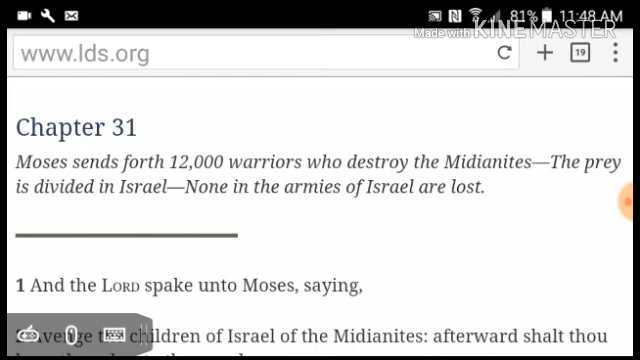 81% 11:48 AM
Made with KINEMASTER
www.lds.org
19
Chapter 31
Moses sends forth 12,000 warriors who destroy the Midianites—The prey
is divided in Israel—None in the armies of Israel are lost.
1 And the LORD spake unto Moses, saying,
children of Israel of the Midianites: afterward shalt thou